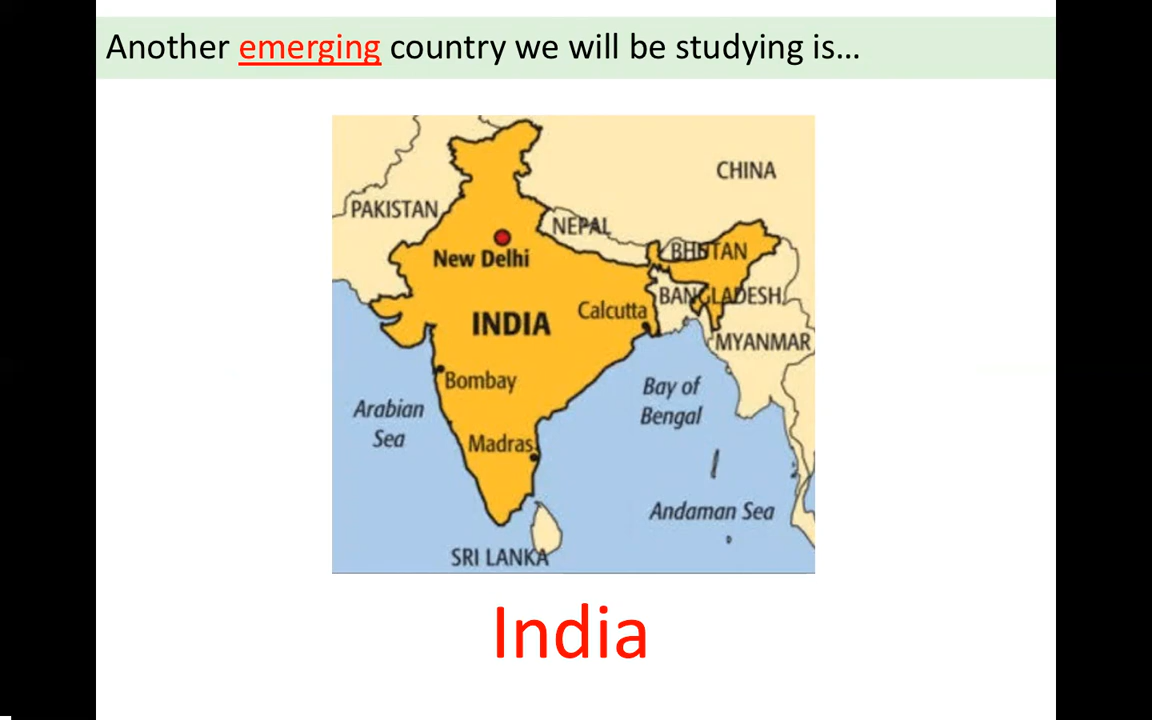 Another emerging country we will be studying is…
CHINA
PAKISTAN
NEPAL
New Delhi
BHUTAN
BANGLADESH
Calcutta
INDIA
MYANMAR
Bombay
Bay of
Bengal
Arabian
Sea
Madras
Andaman Sea
SRI LANKA
India